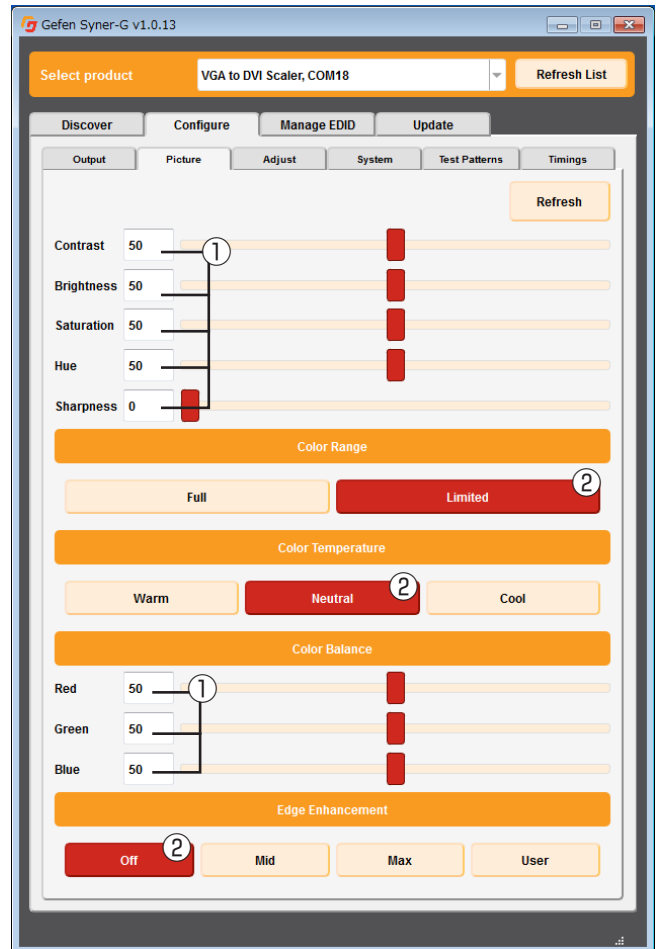 Gefen Syner-G v1.0.13
Select product VGA to DVI Scaler, COM18 Refresh List
Discover Configure Manage EDID Update
Output Picture Adjust System Test Patterns Timings
Refresh
Contrast 50 1
Brightness 50
Saturation 50
Hue 50
Sharpness 0
Color Range
Full Limited 2
Color Temperature
Warm Neutral 2 Cool
Color Balance
Red 50 1
Green 50
Blue 50
Edge Enhancement
Off 2 Mid Max User